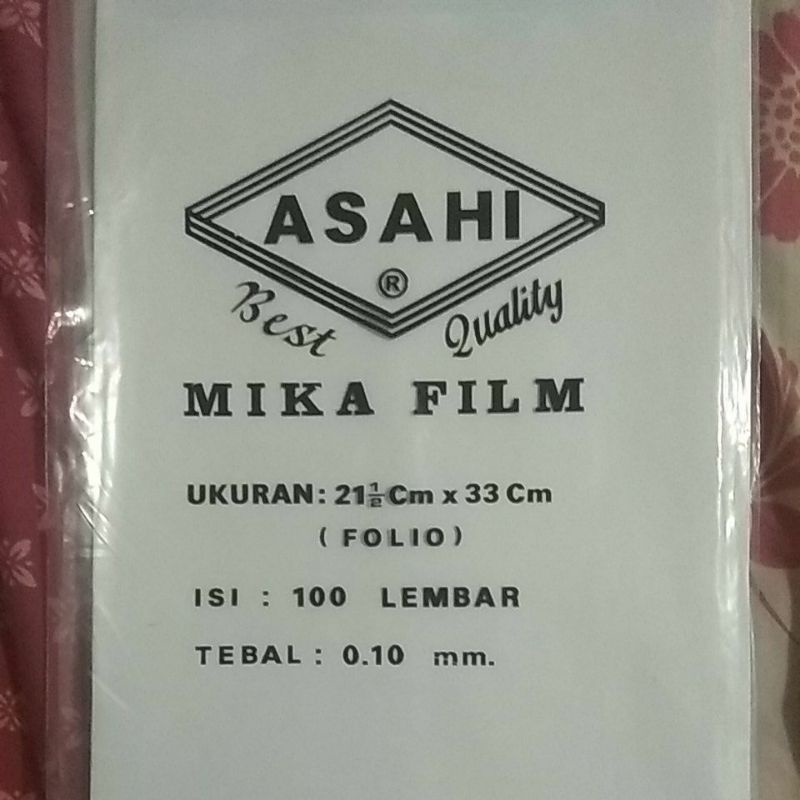 ASAHI
®
Best Quality
MIKA FILM
UKURAN: 21½ Cm x 33 Cm
( FOLIO )
ISI : 100 LEMBAR
TEBAL : 0.10 mm.